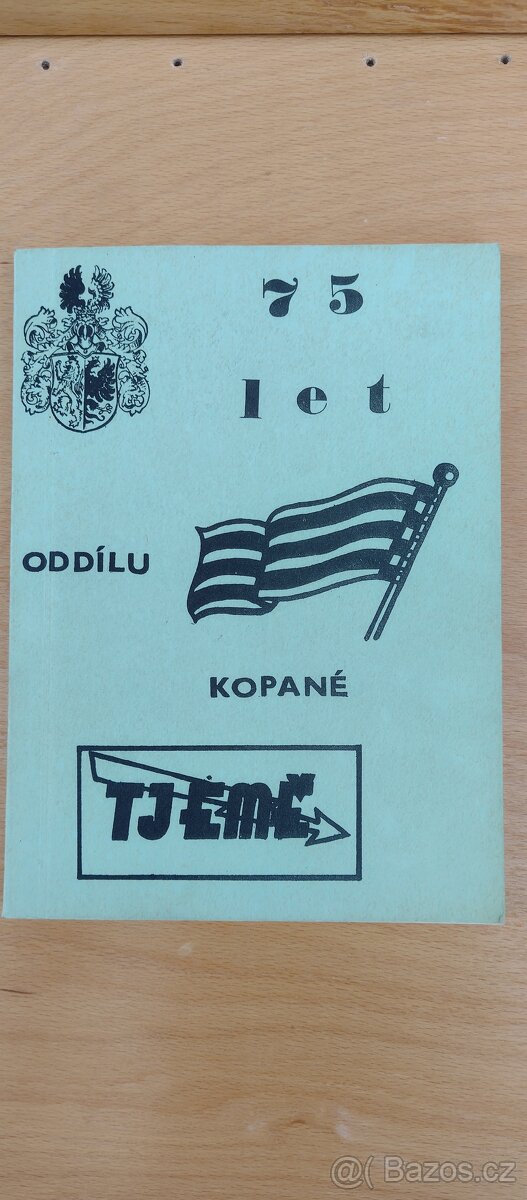 75
let
ODDÍLU
KOPANÉ
TJ EMĚ
@( Bazos.cz